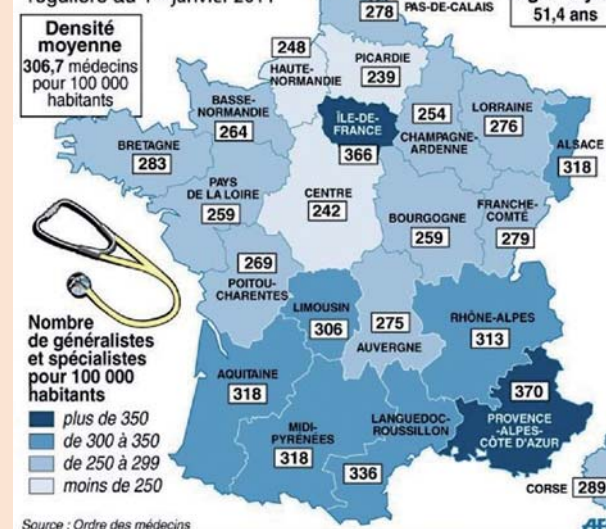 278
PAS-DE-CALAIS
51,4 ans
Densité
moyenne
306,7 médecins
pour 100 000
habitants
248
HAUTE-
NORMANDIE
PICARDIE
239
BASSE-
NORMANDIE
264
ÎLE-DE-
FRANCE
366
254
CHAMPAGNE-
ARDENNE
LORRAINE
276
ALSACE
318
BRETAGNE
283
PAYS
DE LA LOIRE
259
CENTRE
242
BOURGOGNE
259
FRANCHE-
COMTÉ
279
269
POITOU-
CHARENTES
LIMOUSIN
306
275
AUVERGNE
RHÔNE-ALPES
313
AQUITAINE
318
MIDI-
PYRÉNÉES
318
LANGUEDOC-
ROUSSILLON
336
370
PROVENCE
-ALPES-
CÔTE D'AZUR
CORSE 289
Nombre
de généralistes
et spécialistes
pour 100 000
habitants
plus de 350
de 300 à 350
de 250 à 299
moins de 250
Source : Ordre des médecins